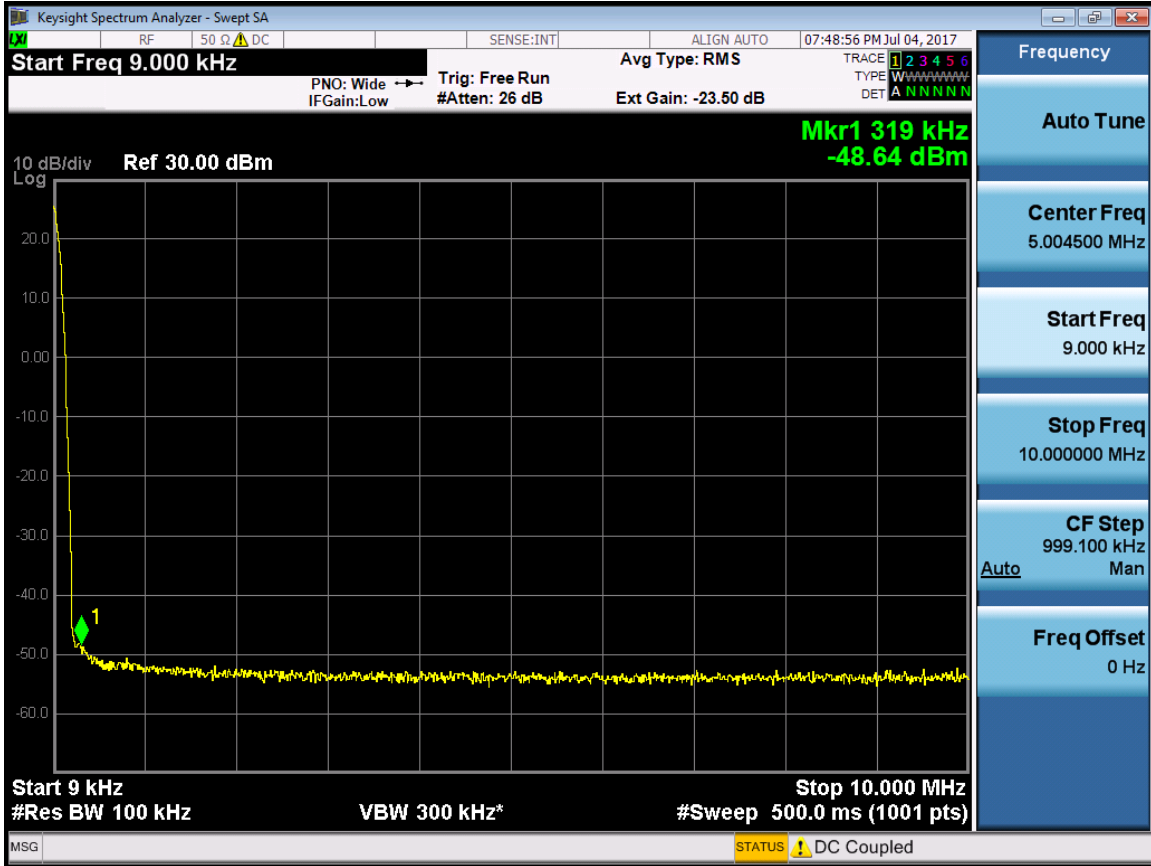 Keysight Spectrum Analyzer - Swept SA
LXI RF 50 Ω DC SENSE:INT ALIGN AUTO 07:48:56 PM Jul 04, 2017
Start Freq 9.000 kHz
PNO: Wide
IFGain:Low
Trig: Free Run
#Atten: 26 dB
Avg Type: RMS
Ext Gain: -23.50 dB
TRACE 1 2 3 4 5 6
TYPE W W W W W W
DET A N N N N N
Mkr1 319 kHz
-48.64 dBm
10 dB/div Ref 30.00 dBm
Log
20.0
10.0
0.00
-10.0
-20.0
-30.0
-40.0
-50.0
-60.0
1
Start 9 kHz Stop 10.000 MHz
#Res BW 100 kHz VBW 300 kHz* #Sweep 500.0 ms (1001 pts)
MSG STATUS DC Coupled
Frequency
Auto Tune
Center Freq
5.004500 MHz
Start Freq
9.000 kHz
Stop Freq
10.000000 MHz
CF Step
999.100 kHz
Auto Man
Freq Offset
0 Hz